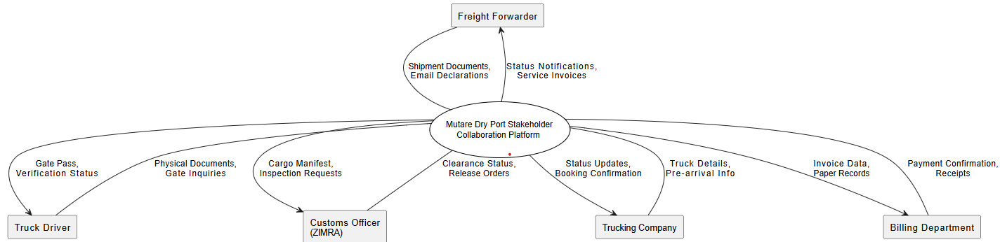 Freight Forwarder
Shipment Documents,
Email Declarations
Status Notifications,
Service Invoices
Mutare Dry Port Stakeholder
Collaboration Platform
Gate Pass,
Verification Status
Physical Documents,
Gate Inquiries
Cargo Manifest,
Inspection Requests
Clearance Status,
Release Orders
Status Updates,
Booking Confirmation
Truck Details,
Pre-arrival Info
Invoice Data,
Paper Records
Payment Confirmation,
Receipts
Truck Driver
Customs Officer
(ZIMRA)
Trucking Company
Billing Department